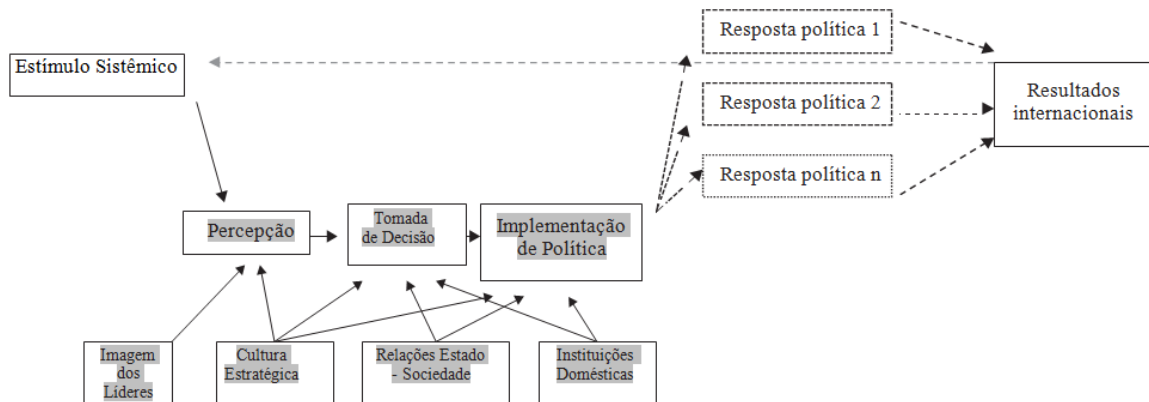 Resposta política 1
Estímulo Sistêmico
Resposta política 2
Resultados
internacionais
Resposta política n
Percepção
Tomada
de Decisão
Implementação
de Política
Imagem
dos
Líderes
Cultura
Estratégica
Relações Estado
- Sociedade
Instituições
Domésticas